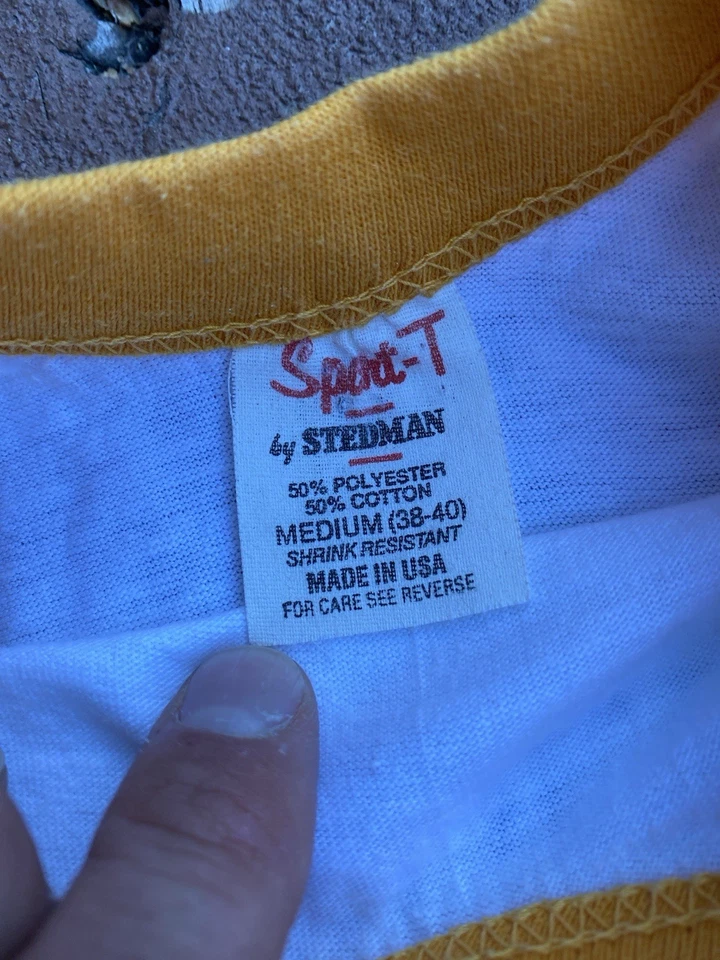 Sport-T
by STEDMAN
50% POLYESTER
50% COTTON
MEDIUM (38-40)
SHRINK RESISTANT
MADE IN USA
FOR CARE SEE REVERSE